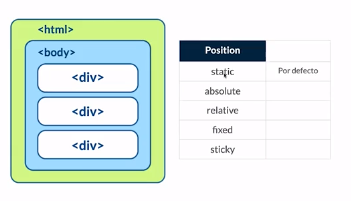 <html>
<body>
<div>
<div>
<div>
Position
static Por defecto
absolute
relative
fixed
sticky